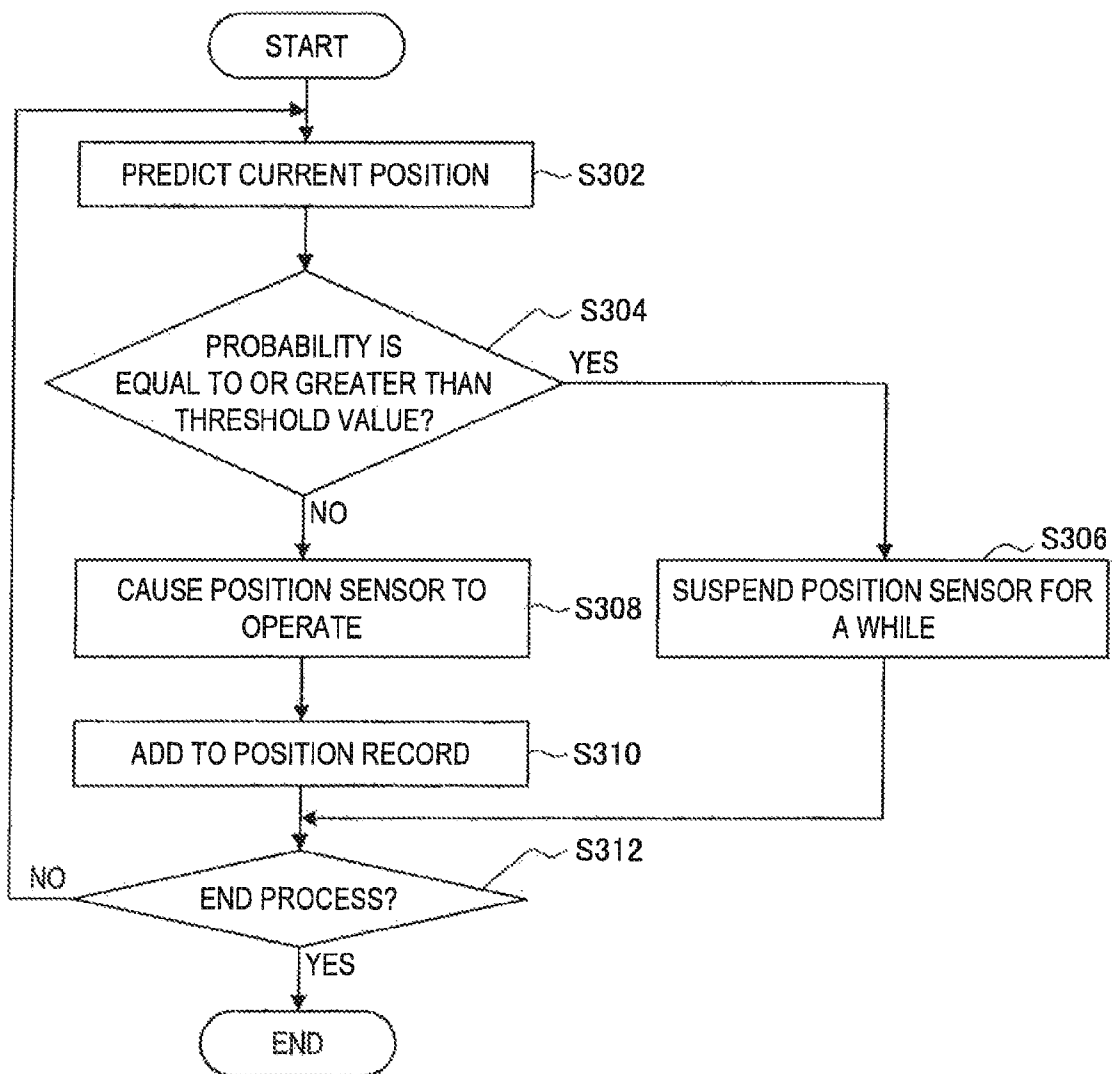 START
PREDICT CURRENT POSITION
S302
S304
PROBABILITY IS
EQUAL TO OR GREATER THAN
THRESHOLD VALUE?
YES
NO
S306
SUSPEND POSITION SENSOR FOR
A WHILE
CAUSE POSITION SENSOR TO
OPERATE
S308
ADD TO POSITION RECORD
S310
S312
END PROCESS?
NO
YES
END